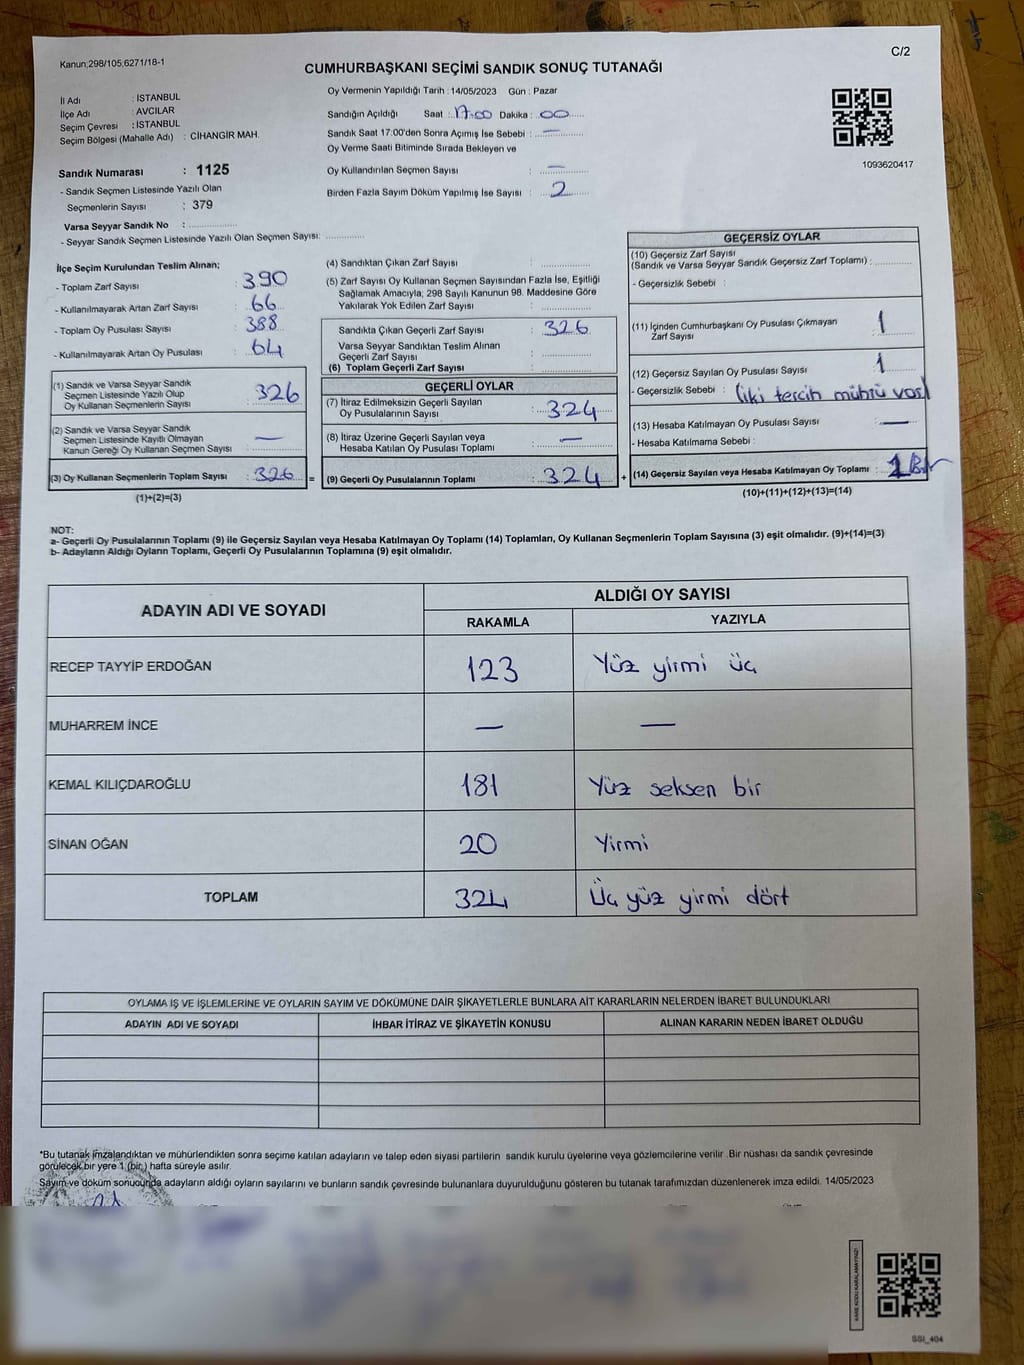 Kanun;298/105;6271/18-1
C/2
CUMHURBAŞKANI SEÇİMİ SANDIK SONUÇ TUTANAĞI
İl Adı : İSTANBUL
İlçe Adı : AVCILAR
Seçim Çevresi : İSTANBUL
Seçim Bölgesi (Mahalle Adı) : CİHANGİR MAH.
Sandık Numarası : 1125
- Sandık Seçmen Listesinde Yazılı Olan
Seçmenlerin Sayısı : 379
Varsa Seyyar Sandık No :
- Seyyar Sandık Seçmen Listesinde Yazılı Olan Seçmen Sayısı:
Oy Vermenin Yapıldığı Tarih : 14/05/2023 Gün : Pazar
Sandığın Açıldığı Saat : 17:00 Dakika : 00
Sandık Saat 17:00'den Sonra Açımış İse Sebebi : —
Oy Verme Saati Bitiminde Sırada Bekleyen ve
Oy Kullandırılan Seçmen Sayısı : —
Birden Fazla Sayım Döküm Yapılmış İse Sayısı : 2
1093620417
İlçe Seçim Kurulundan Teslim Alınan;
- Toplam Zarf Sayısı : 390
- Kullanılmayarak Artan Zarf Sayısı : 66
- Toplam Oy Pusulası Sayısı : 388
- Kullanılmayarak Artan Oy Pusulası : 64
(1) Sandık ve Varsa Seyyar Sandık
Seçmen Listesinde Yazılı Olup
Oy Kullanan Seçmenlerin Sayısı : 326
(2) Sandık ve Varsa Seyyar Sandık
Seçmen Listesinde Kayıtlı Olmayan
Kanun Gereği Oy Kullanan Seçmen Sayısı : —
(3) Oy Kullanan Seçmenlerin Toplam Sayısı : 326 =
(1)+(2)=(3)
(4) Sandıktan Çıkan Zarf Sayısı :
(5) Zarf Sayısı Oy Kullanan Seçmen Sayısından Fazla İse, Eşitliği
Sağlamak Amacıyla; 298 Sayılı Kanunun 98. Maddesine Göre
Yakılarak Yok Edilen Zarf Sayısı :
Sandıkta Çıkan Geçerli Zarf Sayısı : 326
Varsa Seyyar Sandıktan Teslim Alınan
Geçerli Zarf Sayısı :
(6) Toplam Geçerli Zarf Sayısı :
GEÇERLİ OYLAR
(7) İtiraz Edilmeksizin Geçerli Sayılan
Oy Pusulalarının Sayısı : 324
(8) İtiraz Üzerine Geçerli Sayılan veya
Hesaba Katılan Oy Pusulası Toplamı : —
(9) Geçerli Oy Pusulalarının Toplamı : 324 +
GEÇERSİZ OYLAR
(10) Geçersiz Zarf Sayısı
(Sandık ve Varsa Seyyar Sandık Geçersiz Zarf Toplamı) :
- Geçersizlik Sebebi :
(11) İçinden Cumhurbaşkanı Oy Pusulası Çıkmayan
Zarf Sayısı : 1
(12) Geçersiz Sayılan Oy Pusulası Sayısı : 1
- Geçersizlik Sebebi : (iki tercih mührü var)
(13) Hesaba Katılmayan Oy Pusulası Sayısı : —
- Hesaba Katılmama Sebebi :
(14) Geçersiz Sayılan veya Hesaba Katılmayan Oy Toplamı :
(10)+(11)+(12)+(13)=(14)
NOT:
a- Geçerli Oy Pusulalarının Toplamı (9) ile Geçersiz Sayılan veya Hesaba Katılmayan Oy Toplamı (14) Toplamları, Oy Kullanan Seçmenlerin Toplam Sayısına (3) eşit olmalıdır. (9)+(14)=(3)
b- Adayların Aldığı Oyların Toplamı, Geçerli Oy Pusulalarının Toplamına (9) eşit olmalıdır.
ADAYIN ADI VE SOYADI ALDIĞI OY SAYISI
RAKAMLA YAZIYLA
RECEP TAYYİP ERDOĞAN 123 Yüz yirmi üç
MUHARREM İNCE — —
KEMAL KILIÇDAROĞLU 181 Yüz seksen bir
SİNAN OĞAN 20 Yirmi
TOPLAM 324 Üç yüz yirmi dört
OYLAMA İŞ VE İŞLEMLERİNE VE OYLARIN SAYIM VE DÖKÜMÜNE DAİR ŞİKAYETLERLE BUNLARA AİT KARARLARIN NELERDEN İBARET BULUNDUKLARI
ADAYIN ADI VE SOYADI İHBAR İTİRAZ VE ŞİKAYETİN KONUSU ALINAN KARARIN NEDEN İBARET OLDUĞU
*Bu tutanak imzalandıktan ve mühürlendikten sonra seçime katılan adayların ve talep eden siyasi partilerin sandık kurulu üyelerine veya gözlemcilerine verilir .Bir nüshası da sandık çevresinde
görülecek bir yere 1 (bir ) hafta süreyle asılır.
Sayım ve döküm sonucunda adayların aldığı oyların sayılarını ve bunların sandık çevresinde bulunanlara duyurulduğunu gösteren bu tutanak tarafımızdan düzenlenerek imza edildi. 14/05/2023
KARE KODU KARALAMAYINIZ!
SSI_404